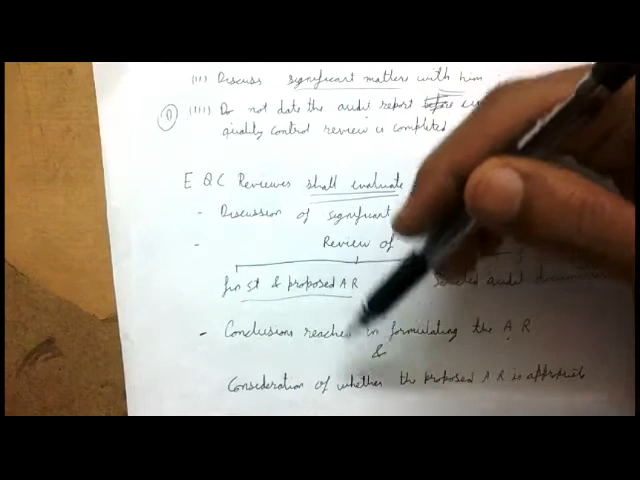 (ii) Discuss significant matters with him
(D) (iii) Do not date the audit report before
quality control review is completed
E Q C Reviewer shall evaluate
- Discussion of significant
- Review of
fin st & proposed A R audit
- Conclusions reached in formulating the A R
&
Consideration of whether the proposed A R is appropriate